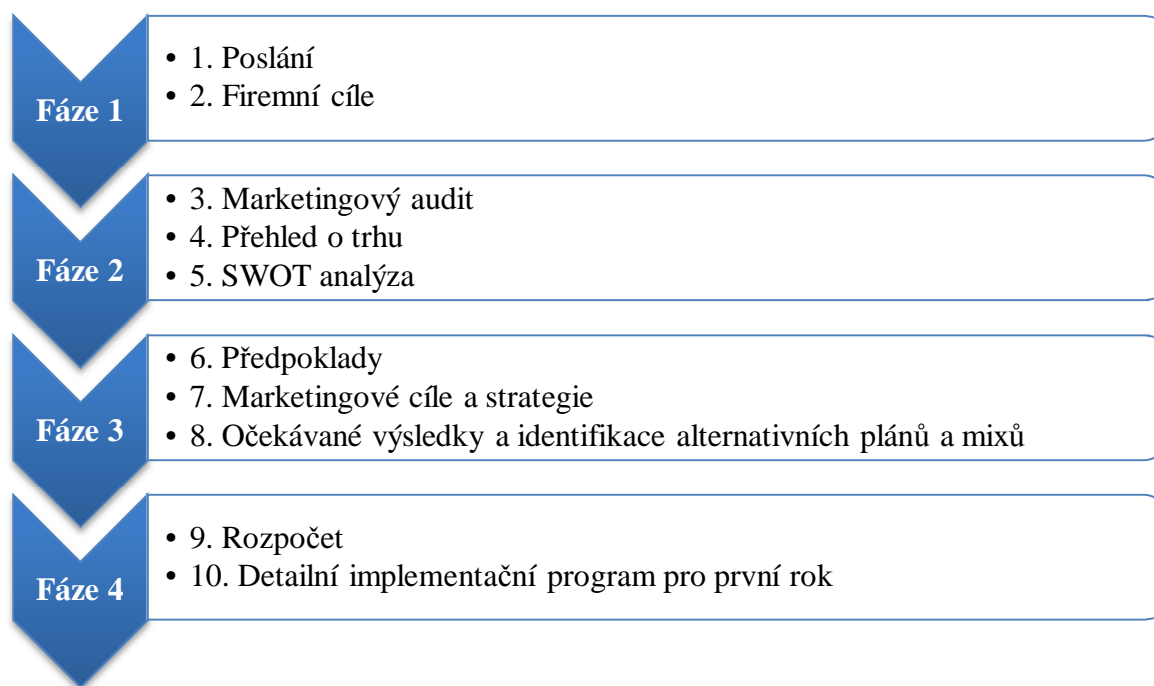 Fáze 1
• 1. Poslání
• 2. Firemní cíle
Fáze 2
• 3. Marketingový audit
• 4. Přehled o trhu
• 5. SWOT analýza
Fáze 3
• 6. Předpoklady
• 7. Marketingové cíle a strategie
• 8. Očekávané výsledky a identifikace alternativních plánů a mixů
Fáze 4
• 9. Rozpočet
• 10. Detailní implementační program pro první rok